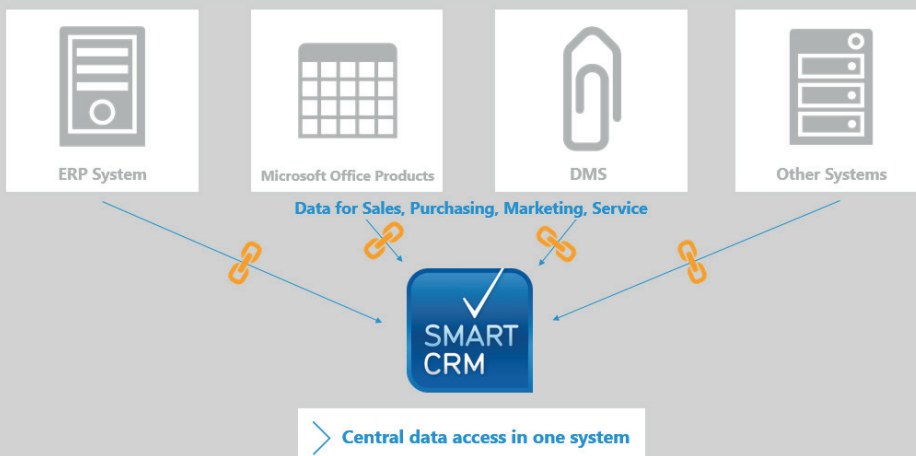 ERP System
Microsoft Office Products
DMS
Other Systems
Data for Sales, Purchasing, Marketing, Service
SMART
CRM
Central data access in one system